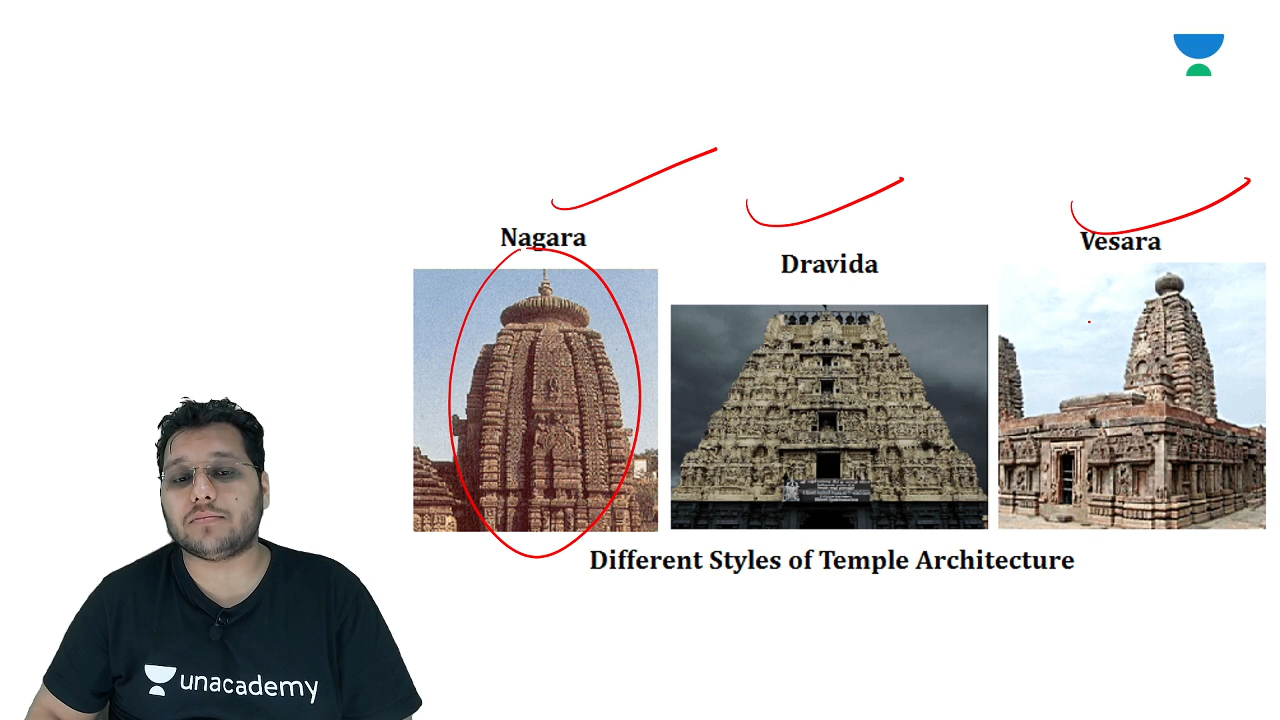 Nagara
Dravida
Vesara
Different Styles of Temple Architecture
unacademy